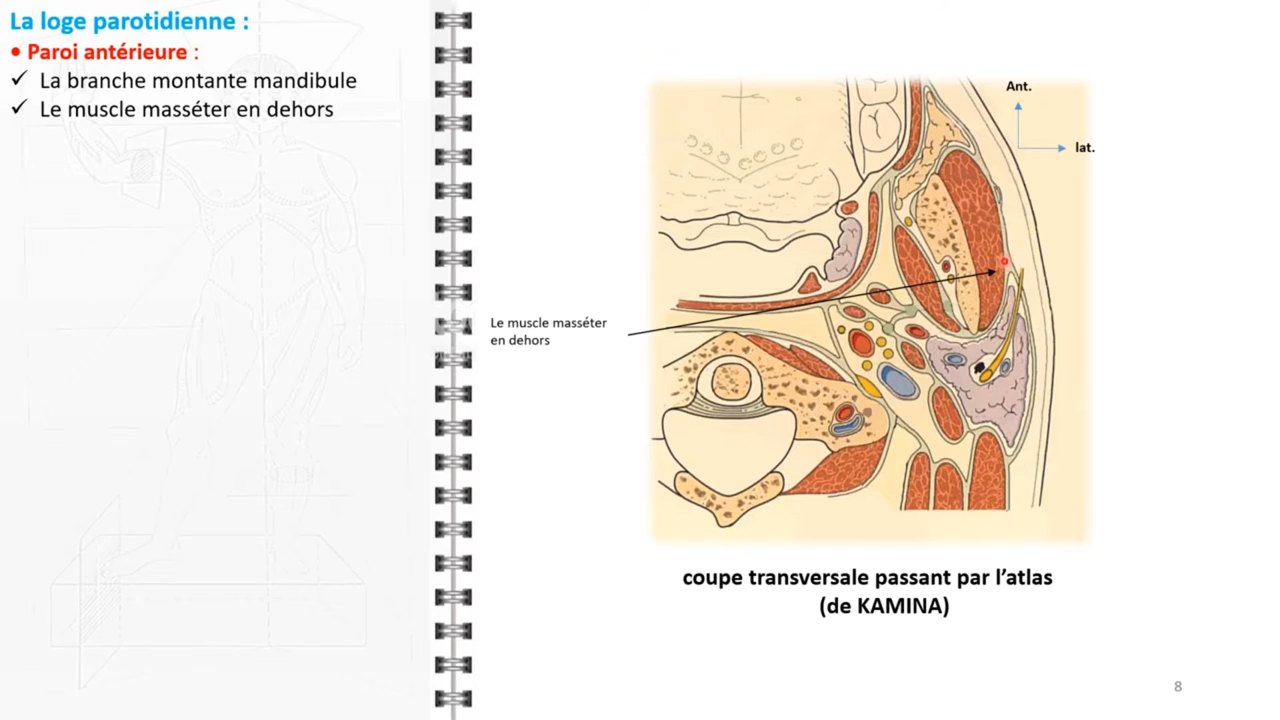 La loge parotidienne :
• Paroi antérieure :
✓ La branche montante mandibule
✓ Le muscle masséter en dehors
Ant.
lat.
Le muscle masséter
en dehors
coupe transversale passant par l’atlas
(de KAMINA)
8